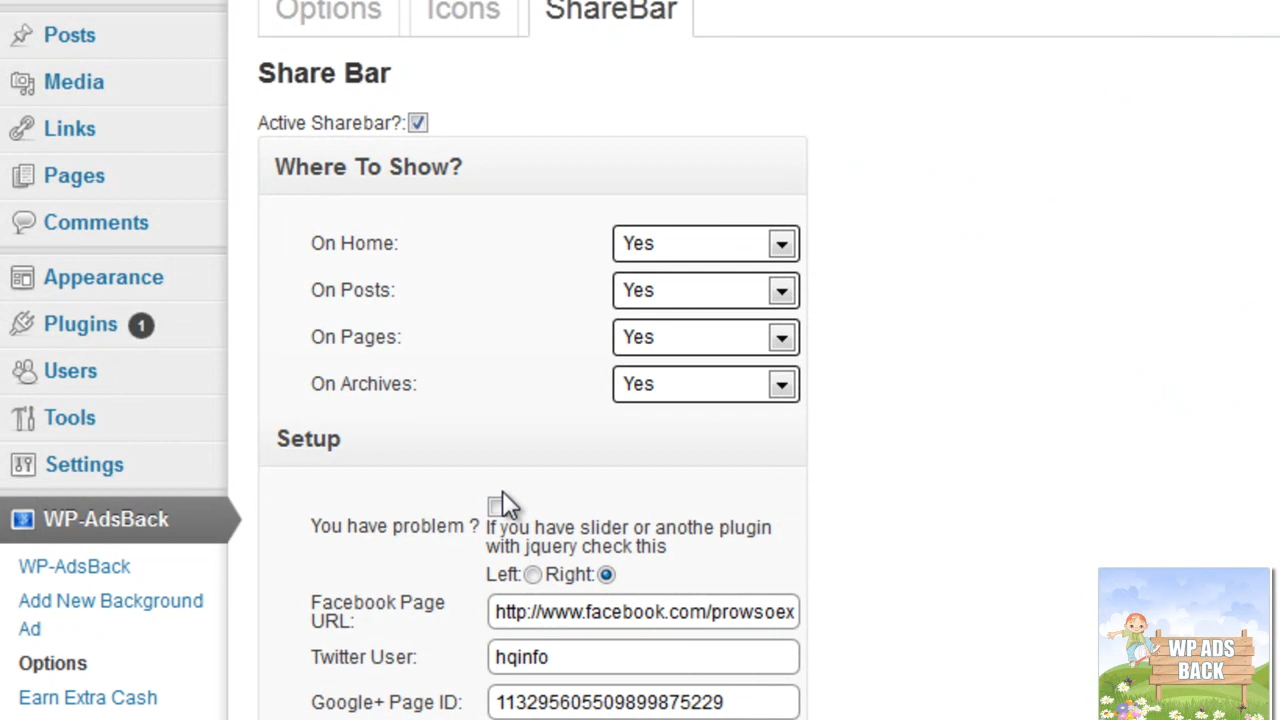 Options
Icons
ShareBar
Posts
Media
Links
Pages
Comments
Appearance
Plugins 1
Users
Tools
Settings
WP-AdsBack
WP-AdsBack
Add New Background
Ad
Options
Earn Extra Cash
Share Bar
Active Sharebar?:
Where To Show?
On Home: Yes
On Posts: Yes
On Pages: Yes
On Archives: Yes
Setup
You have problem ?
If you have slider or anothe plugin
with jquery check this
Left: Right:
Facebook Page
URL:
http://www.facebook.com/prowsoex
Twitter User: hqinfo
Google+ Page ID: 113295605509899875229
WP ADS
BACK